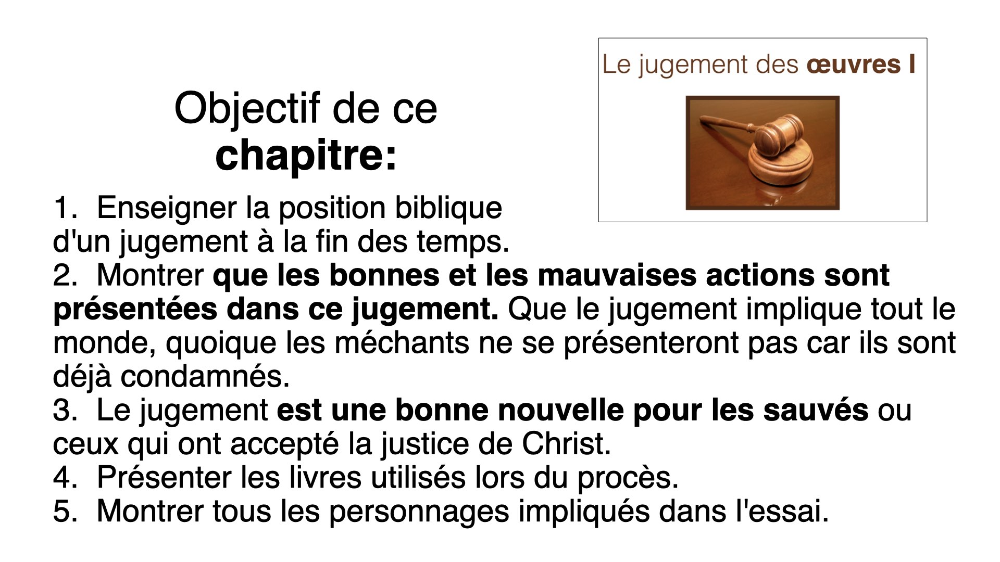 Le jugement des œuvres I
Objectif de ce
chapitre:
1. Enseigner la position biblique
d'un jugement à la fin des temps.
2. Montrer que les bonnes et les mauvaises actions sont
présentées dans ce jugement. Que le jugement implique tout le
monde, quoique les méchants ne se présenteront pas car ils sont
déjà condamnés.
3. Le jugement est une bonne nouvelle pour les sauvés ou
ceux qui ont accepté la justice de Christ.
4. Présenter les livres utilisés lors du procès.
5. Montrer tous les personnages impliqués dans l'essai.